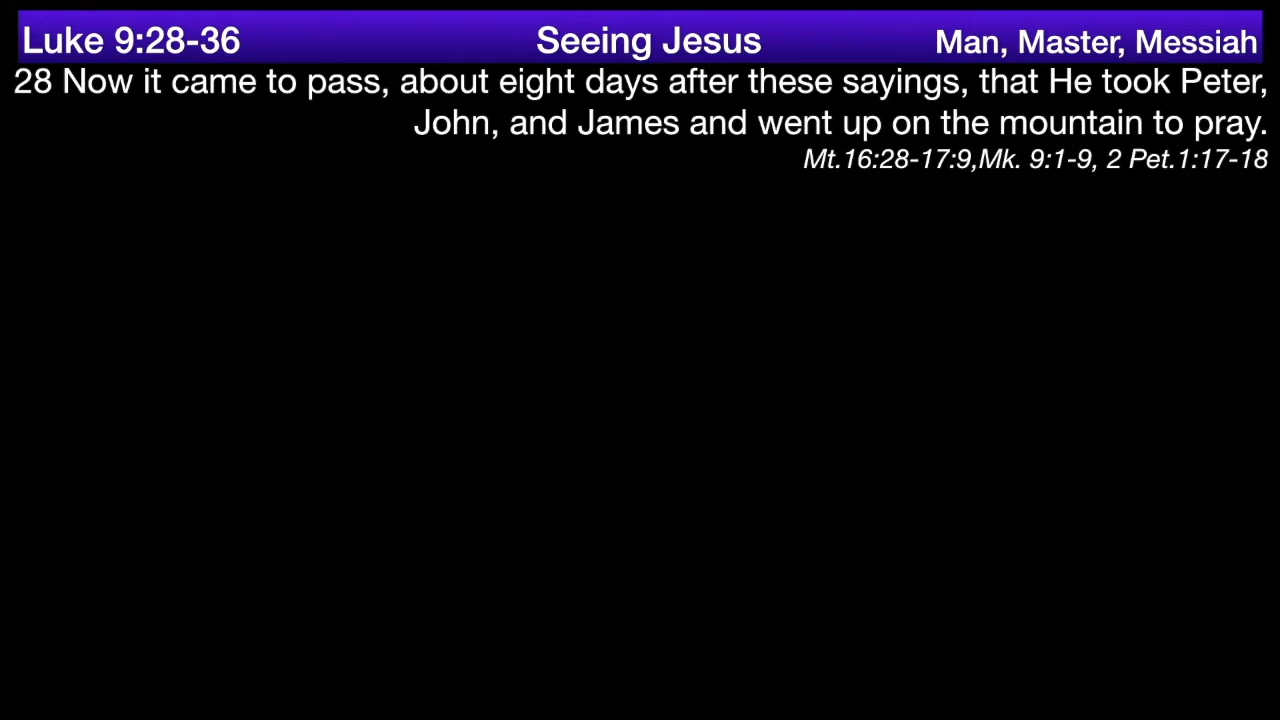 Luke 9:28-36 Seeing Jesus Man, Master, Messiah
28 Now it came to pass, about eight days after these sayings, that He took Peter,
John, and James and went up on the mountain to pray.
Mt.16:28-17:9,Mk. 9:1-9, 2 Pet.1:17-18